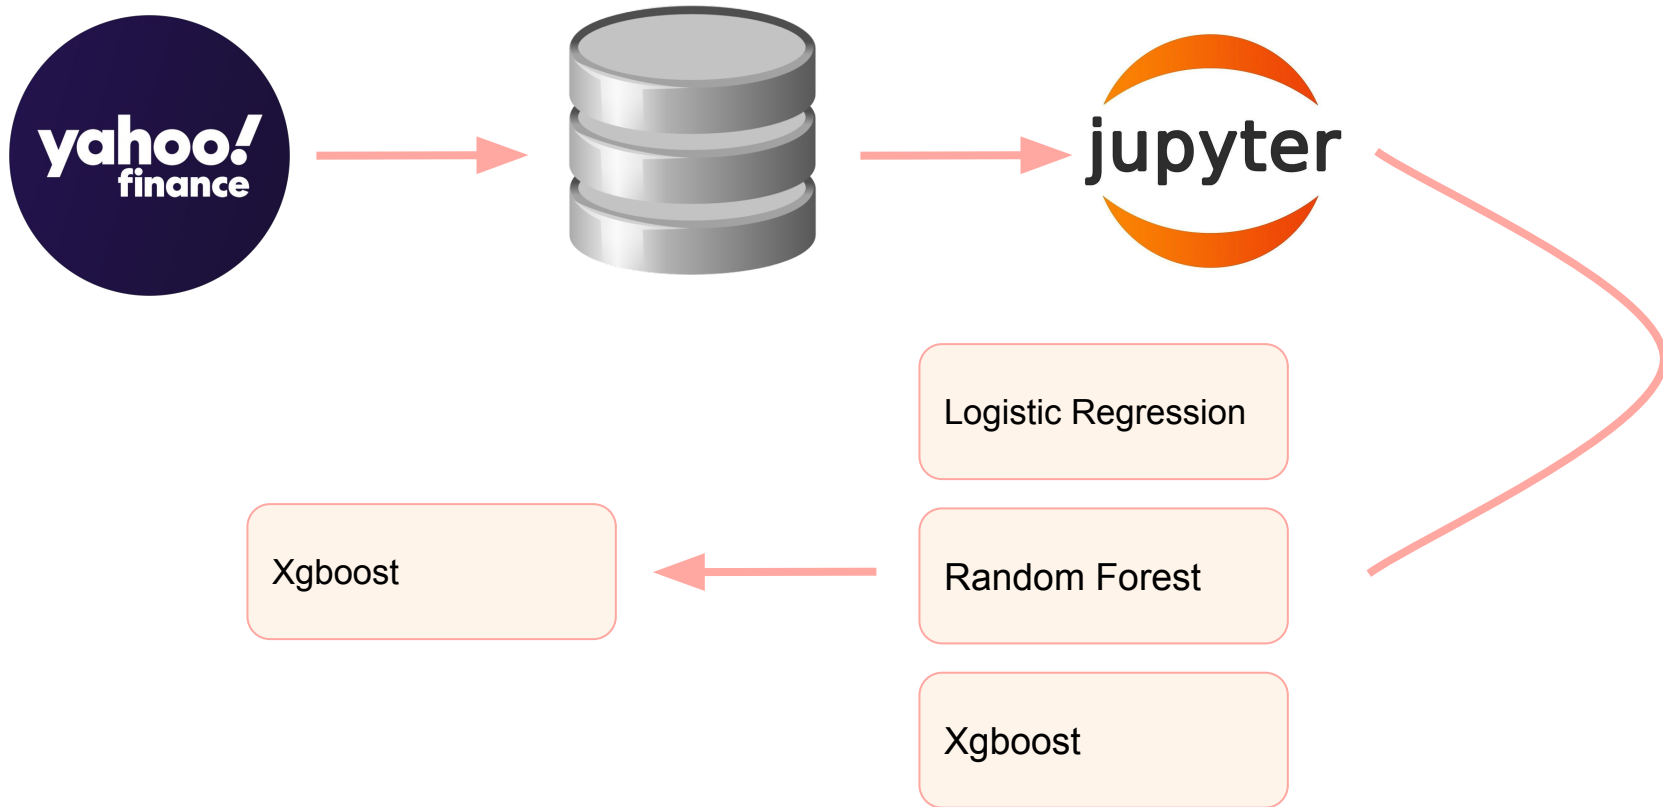 yahoo!
finance
jupyter
Logistic Regression
Xgboost
Random Forest
Xgboost